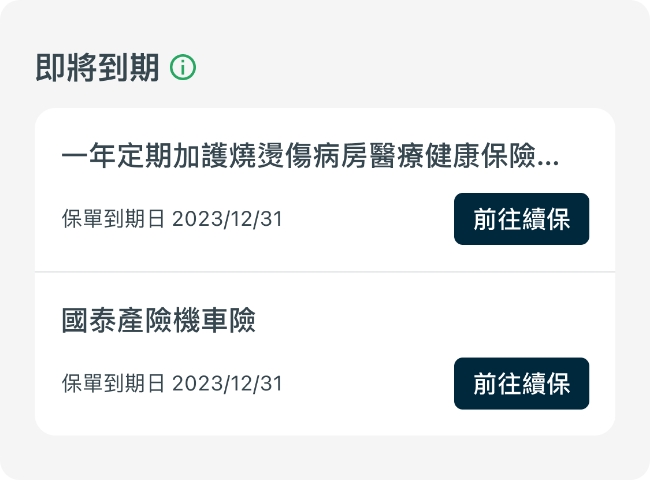 即將到期
一年定期加護燒燙傷病房醫療健康保險...
保單到期日 2023/12/31
前往續保
國泰產險機車險
保單到期日 2023/12/31
前往續保